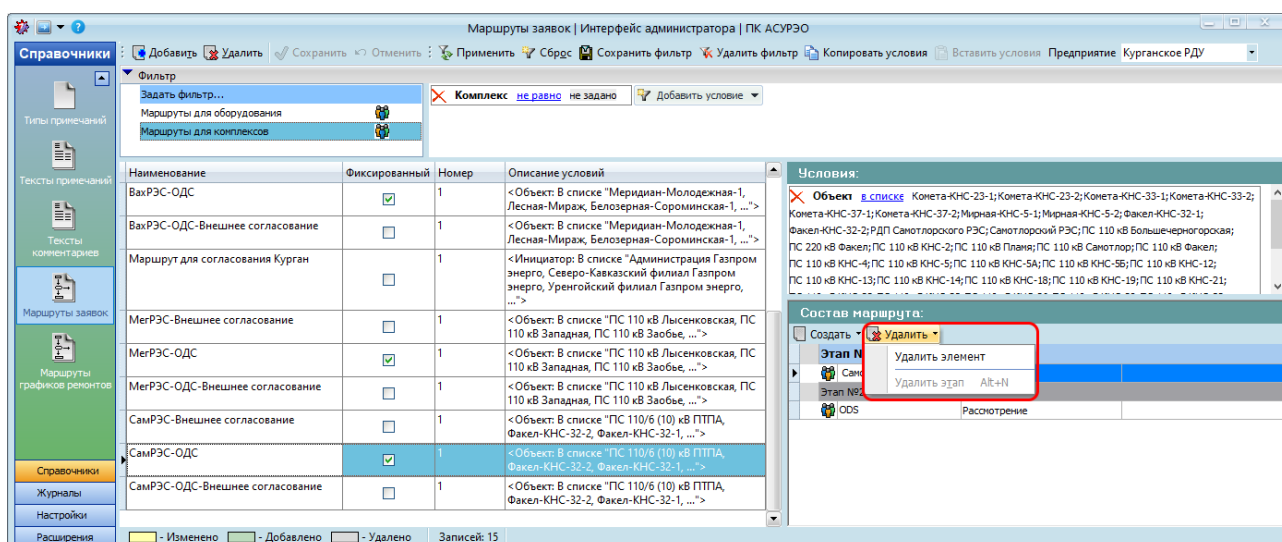 Маршруты заявок | Интерфейс администратора | ПК АСУРЭО
Справочники
Добавить Удалить Сохранить Отменить Применить Сброс Сохранить фильтр Удалить фильтр Копировать условия Вставить условия Предприятие Курганское РДУ
Типы примечаний
Тексты примечаний
Тексты
комментариев
Маршруты заявок
Маршруты
графиков ремонтов
Справочники
Журналы
Настройки
Расширения
Фильтр
Задать фильтр...
Маршруты для оборудования
Маршруты для комплексов
Комплекс не равно не задано Добавить условие
Наименование Фиксированный Номер Описание условий
ВахРЭС-ОДС 1 <Объект: В списке "Меридиан-Молодежная-1,
Лесная-Мираж, Белозерная-Сороминская-1, ...">
ВахРЭС-ОДС-Внешнее согласование 1 <Объект: В списке "Меридиан-Молодежная-1,
Лесная-Мираж, Белозерная-Сороминская-1, ...">
Маршрут для согласования Курган <Инициатор: В списке "Администрация Газпром
энерго, Северо-Кавказский филиал Газпром
энерго, Уренгойский филиал Газпром энерго,
...">
МегРЭС-Внешнее согласование 1 <Объект: В списке "ПС 110 кВ Лысенковская, ПС
110 кВ Западная, ПС 110 кВ Заобье, ...">
МегРЭС-ОДС 1 <Объект: В списке "ПС 110 кВ Лысенковская, ПС
110 кВ Западная, ПС 110 кВ Заобье, ...">
МегРЭС-ОДС-Внешнее согласование 1 <Объект: В списке "ПС 110 кВ Лысенковская, ПС
110 кВ Западная, ПС 110 кВ Заобье, ...">
СамРЭС-Внешнее согласование 1 <Объект: В списке "ПС 110/6 (10) кВ ПТПА,
Факел-КНС-32-2, Факел-КНС-32-1, ...">
СамРЭС-ОДС 1 <Объект: В списке "ПС 110/6 (10) кВ ПТПА,
Факел-КНС-32-2, Факел-КНС-32-1, ...">
СамРЭС-ОДС-Внешнее согласование 1 <Объект: В списке "ПС 110/6 (10) кВ ПТПА,
Факел-КНС-32-2, Факел-КНС-32-1, ...">
- Изменено - Добавлено - Удалено Записей: 15
Условия:
Объект в списке Комета-КНС-23-1;Комета-КНС-23-2;Комета-КНС-33-1;Комета-КНС-33-2;
Комета-КНС-37-1;Комета-КНС-37-2;Мирная-КНС-5-1;Мирная-КНС-5-2;Факел-КНС-32-1;
Факел-КНС-32-2;РДП Самотлорского РЭС;Самотлорский РЭС;ПС 110 кВ Большечерногорская;
ПС 220 кВ Факел;ПС 110 кВ КНС-2;ПС 110 кВ Пламя;ПС 110 кВ Самотлор;ПС 110 кВ Факел;
ПС 110 кВ КНС-4;ПС 110 кВ КНС-5;ПС 110 кВ КНС-5А;ПС 110 кВ КНС-5Б;ПС 110 кВ КНС-12;
ПС 110 кВ КНС-13;ПС 110 кВ КНС-14;ПС 110 кВ КНС-18;ПС 110 кВ КНС-19;ПС 110 кВ КНС-21;
Состав маршрута:
Создать Удалить
Этап N
Удалить элемент
Само
Удалить этап Alt+N
Этап №2
ODS Рассмотрение